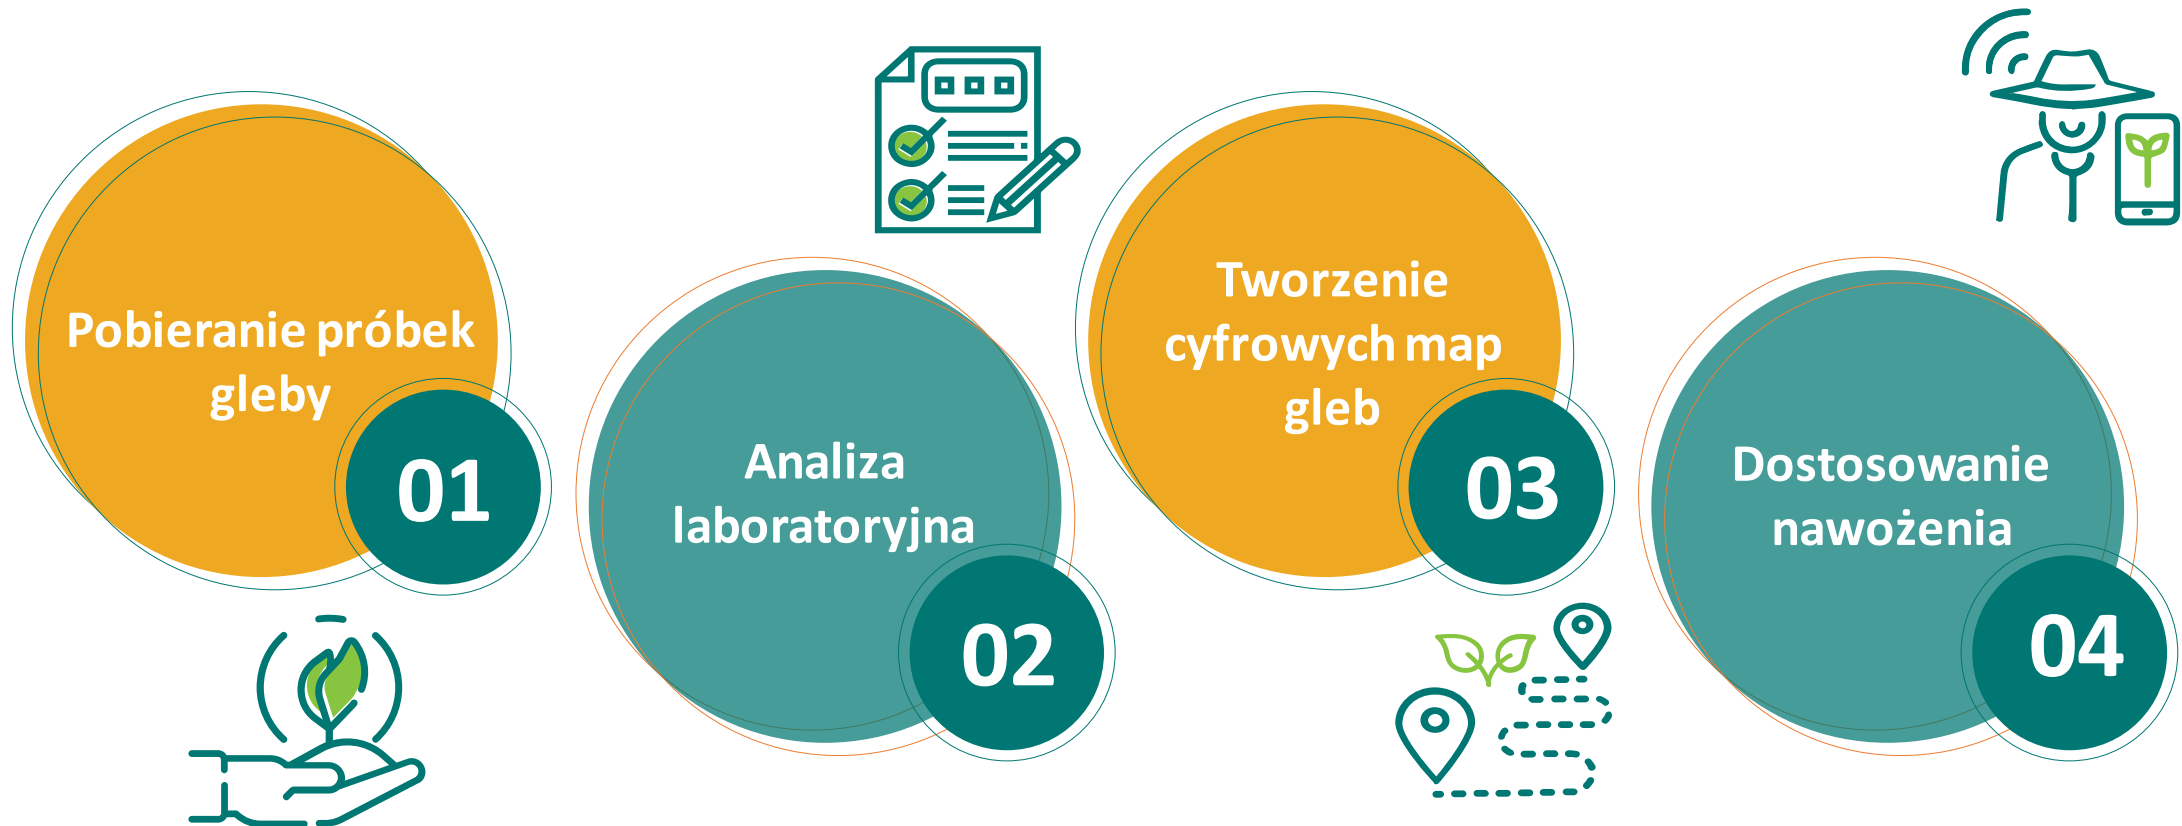 Pobieranie próbek
gleby
01
Analiza
laboratoryjna
02
Tworzenie
cyfrowych map
gleb
03
Dostosowanie
nawożenia
04